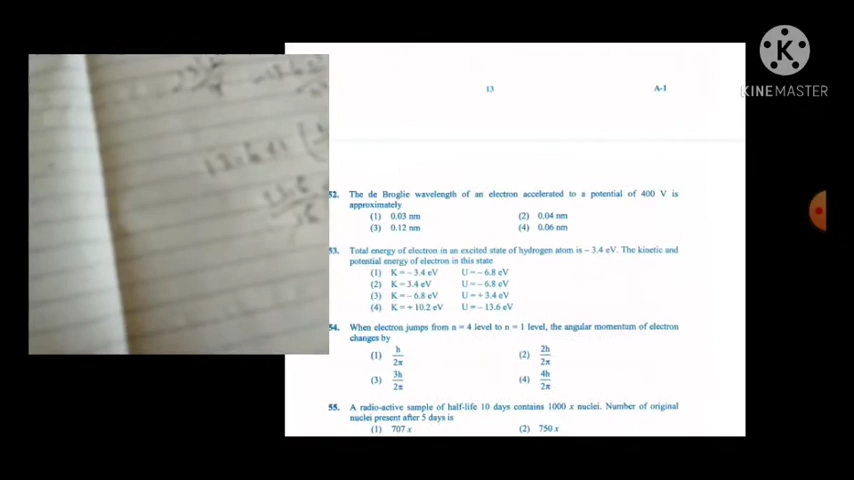 KINEMASTER
13 A-1
52. The de Broglie wavelength of an electron accelerated to a potential of 400 V is
approximately
(1) 0.03 nm (2) 0.04 nm
(3) 0.12 nm (4) 0.06 nm
53. Total energy of electron in an excited state of hydrogen atom is – 3.4 eV. The kinetic and
potential energy of electron in this state
(1) K = – 3.4 eV U = – 6.8 eV
(2) K = 3.4 eV U = – 6.8 eV
(3) K = – 6.8 eV U = + 3.4 eV
(4) K = + 10.2 eV U = – 13.6 eV
54. When electron jumps from n = 4 level to n = 1 level, the angular momentum of electron
changes by
(1) h/2π (2) 2h/2π
(3) 3h/2π (4) 4h/2π
55. A radio-active sample of half-life 10 days contains 1000 x nuclei. Number of original
nuclei present after 5 days is
(1) 707 x (2) 750 x